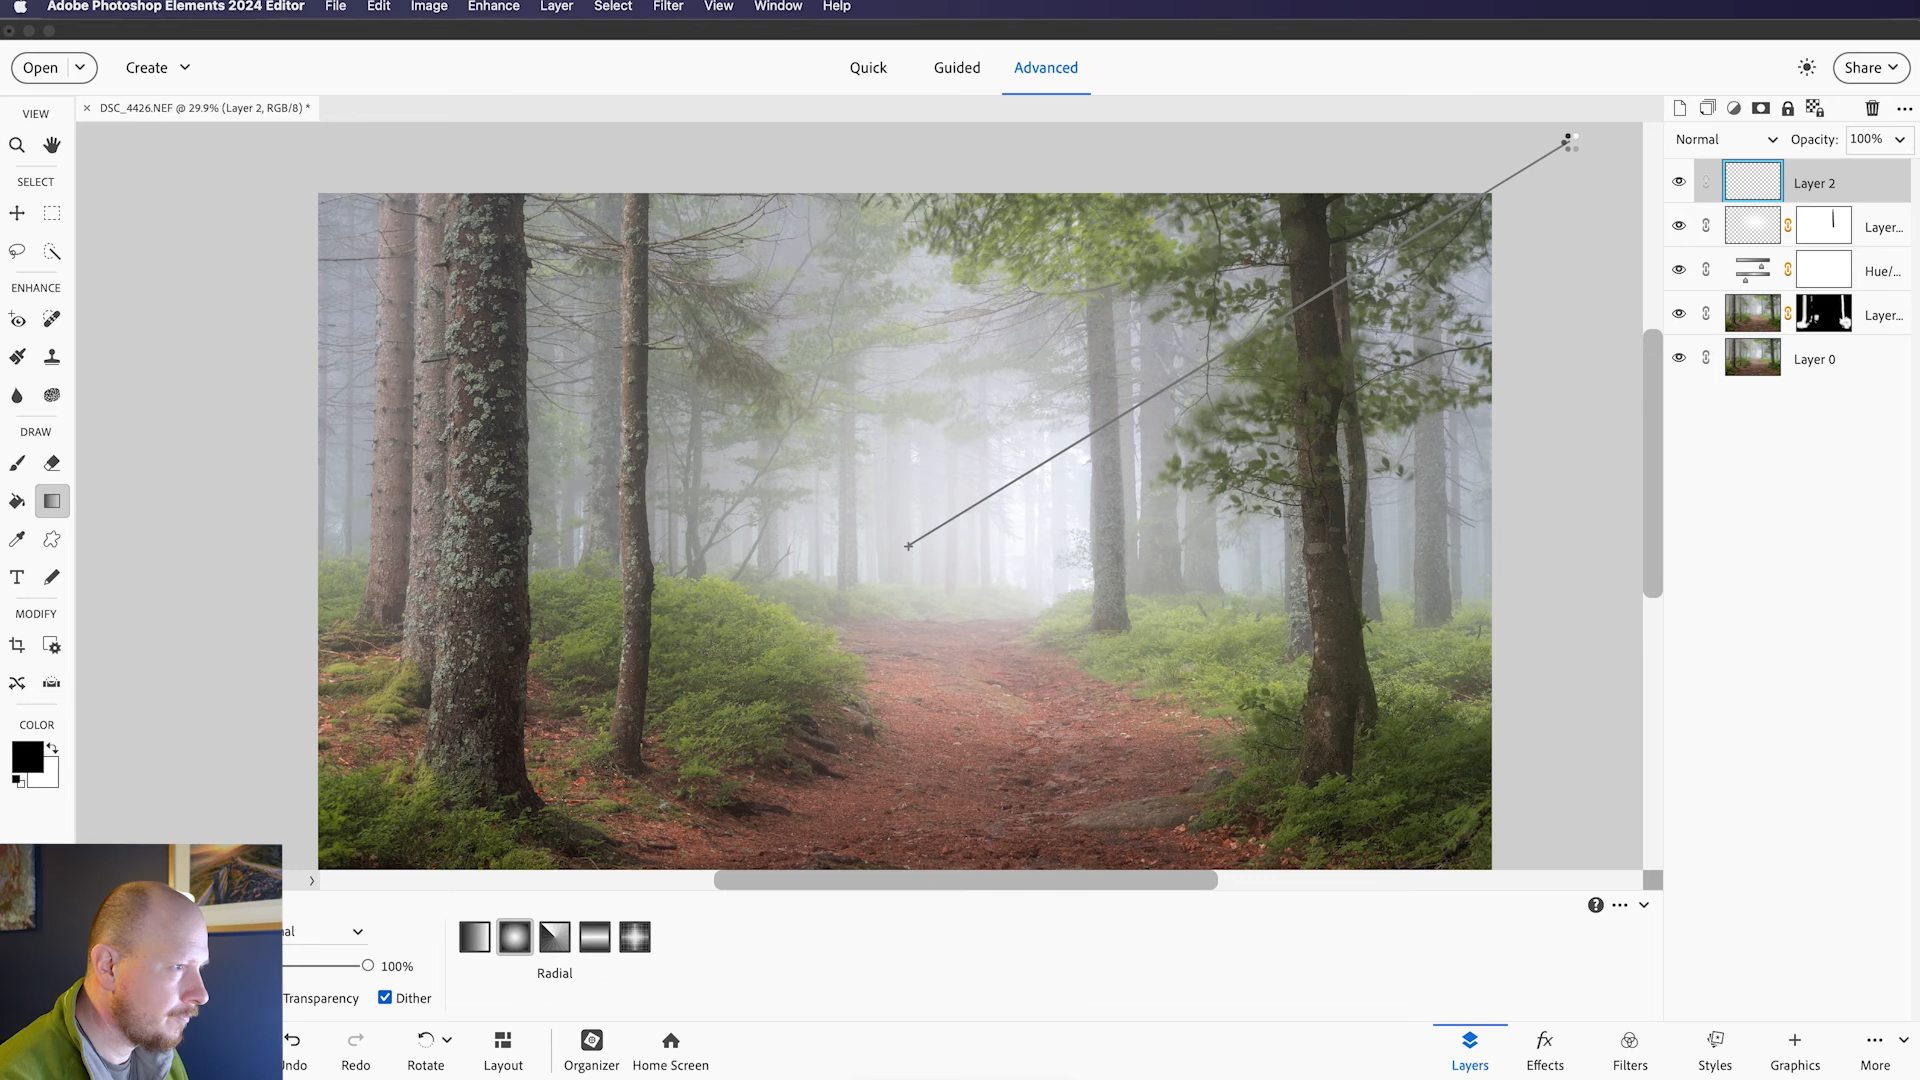 Adobe Photoshop Elements 2024 Editor File Edit Image Enhance Layer Select Filter View Window Help
Open Create Quick Guided Advanced Share
VIEW
× DSC_4426.NEF @ 29.9% (Layer 2, RGB/8) *
Normal Opacity: 100%
SELECT
Layer 2
Layer...
ENHANCE
Hue/...
Layer...
Layer 0
DRAW
T
MODIFY
COLOR
nal
100%
Radial
Transparency Dither
Undo Redo Rotate Layout Organizer Home Screen Layers fx Effects Filters Styles Graphics More